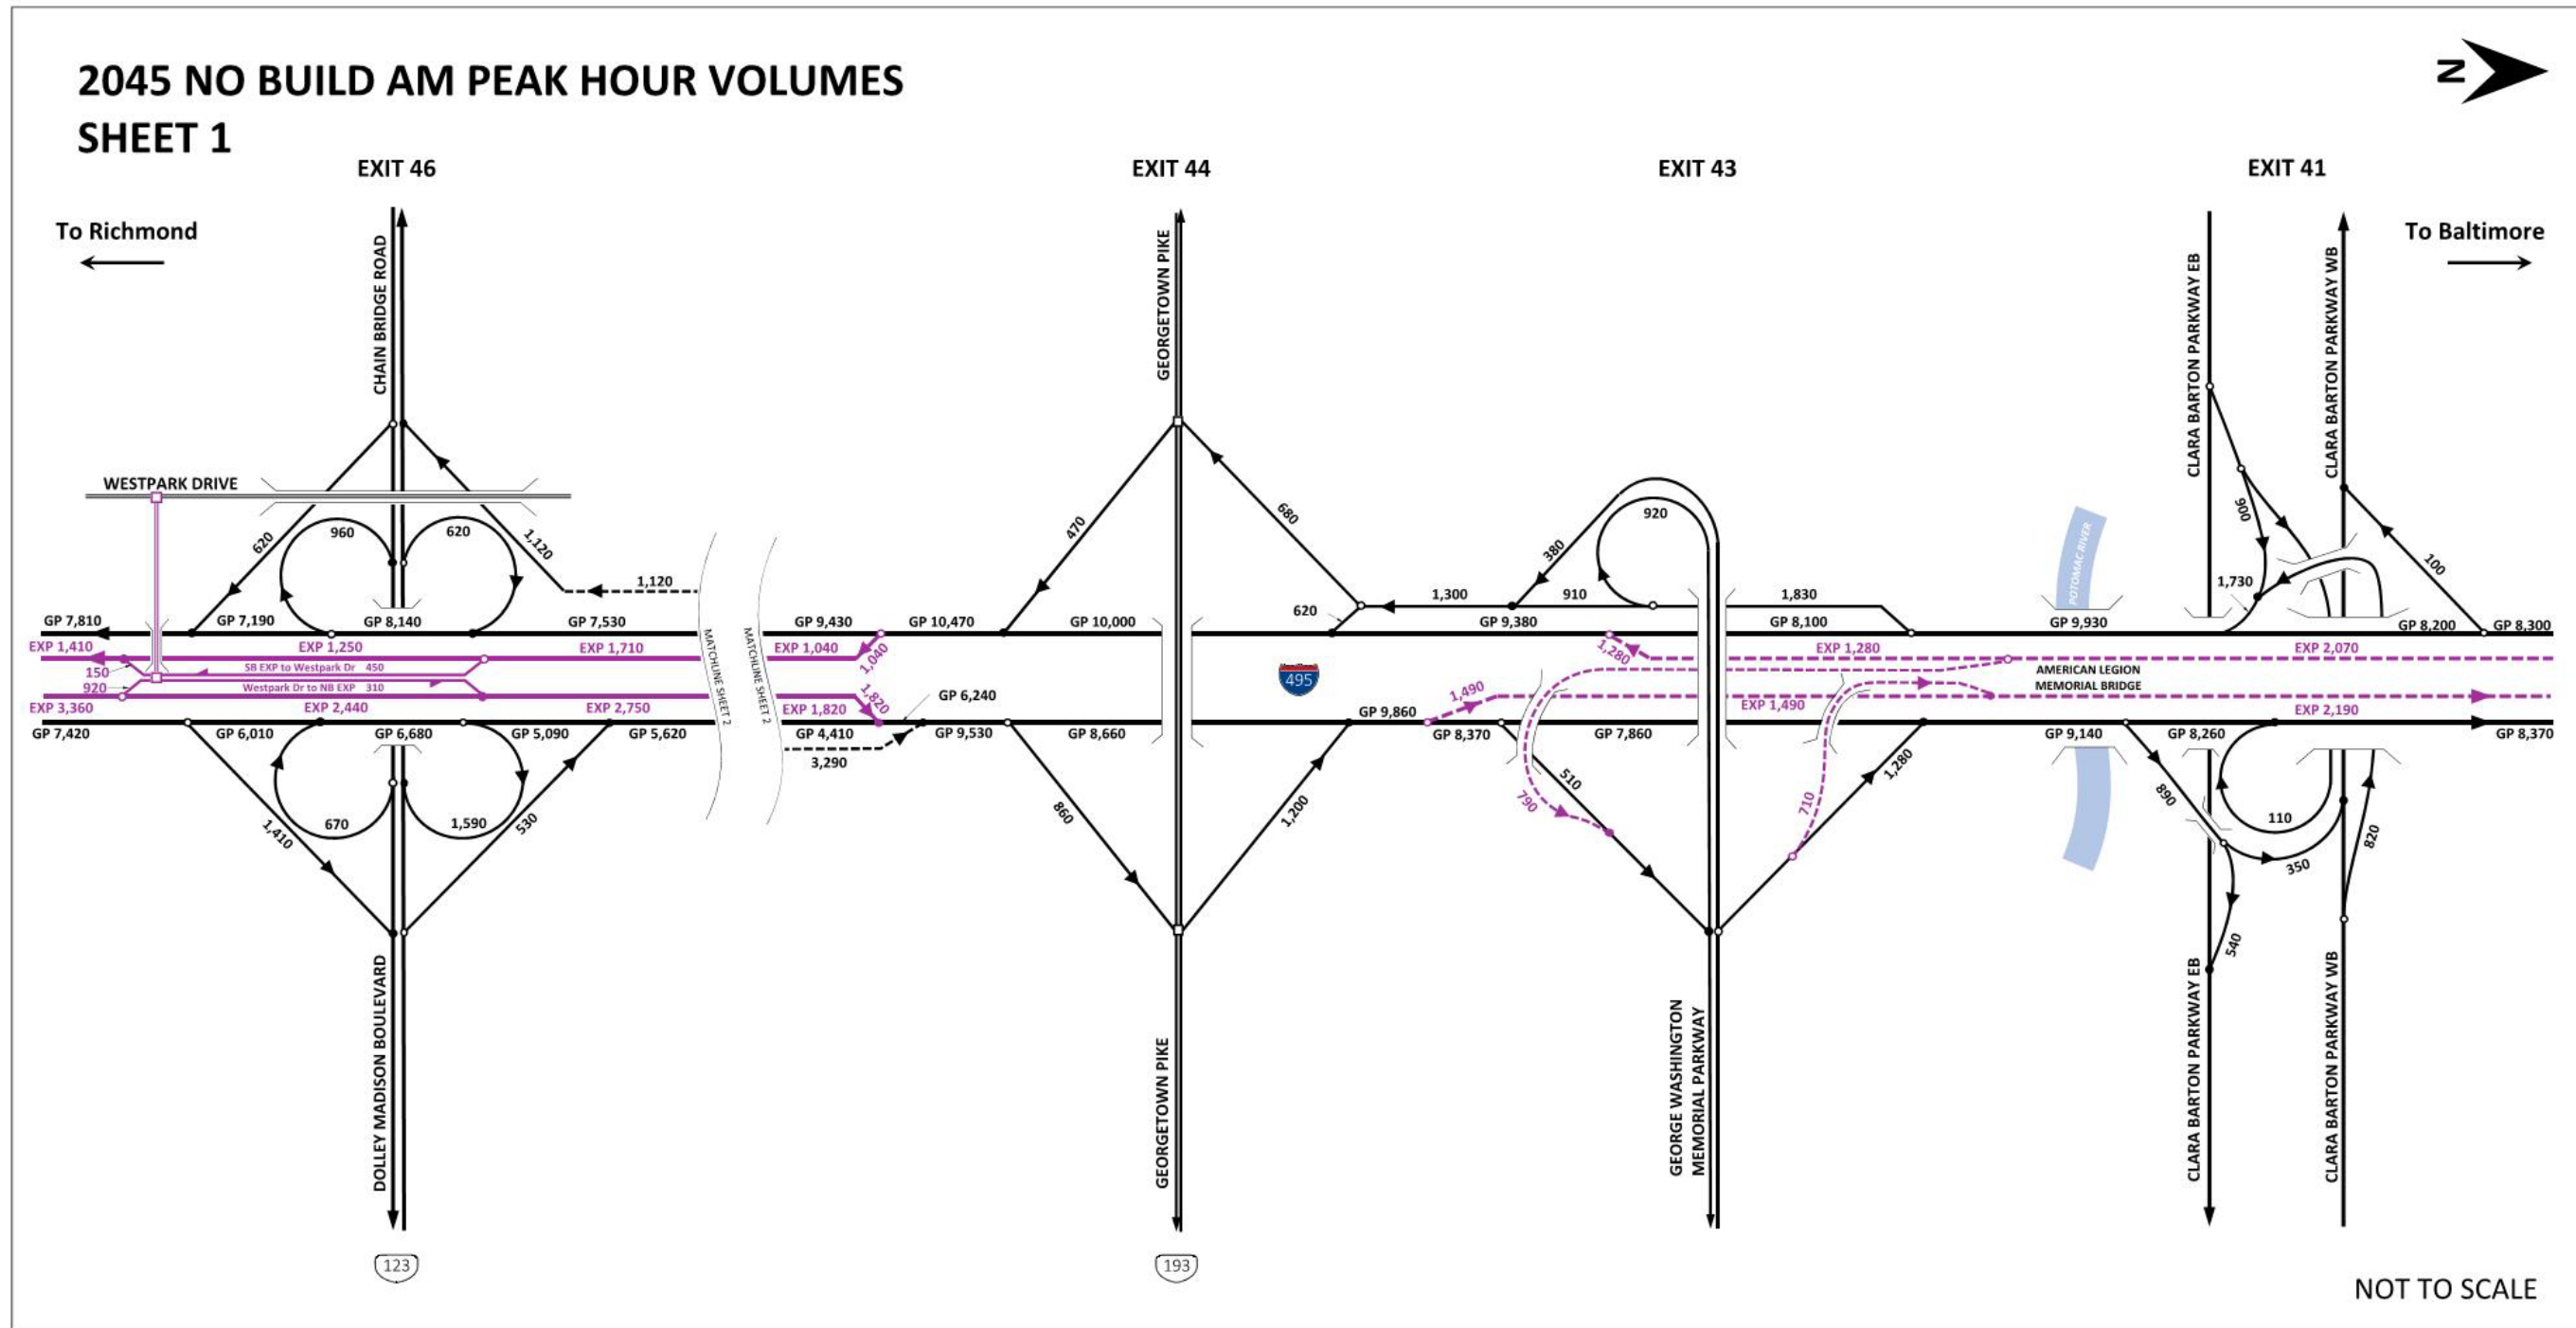 2045 NO BUILD AM PEAK HOUR VOLUMES
SHEET 1
N
EXIT 46
EXIT 44
EXIT 43
EXIT 41
To Richmond
To Baltimore
CHAIN BRIDGE ROAD
GEORGETOWN PIKE
CLARA BARTON PARKWAY EB
CLARA BARTON PARKWAY WB
WESTPARK DRIVE
620
960
620
1,120
1,120
470
680
920
380
900
100
1,730
POTOMAC RIVER
620
1,300
910
1,830
GP 7,810
GP 7,190
GP 8,140
GP 7,530
GP 9,430
GP 10,470
GP 10,000
GP 9,380
GP 8,100
GP 9,930
GP 8,200
GP 8,300
EXP 1,410
EXP 1,250
EXP 1,710
EXP 1,040
1,040
1,280
EXP 1,280
EXP 2,070
SB EXP to Westpark Dr 450
150
Westpark Dr to NB EXP 310
920
MATCHLINE SHEET 2
MATCHLINE SHEET 2
495
AMERICAN LEGION
MEMORIAL BRIDGE
EXP 3,360
EXP 2,440
EXP 2,750
EXP 1,820
1,820
GP 6,240
1,490
EXP 1,490
EXP 2,190
GP 7,420
GP 6,010
GP 6,680
GP 5,090
GP 5,620
GP 4,410
GP 9,530
GP 8,660
GP 9,860
GP 8,370
GP 7,860
GP 9,140
GP 8,260
GP 8,370
3,290
1,410
670
1,590
530
860
1,200
510
790
710
1,280
890
110
350
820
540
DOLLEY MADISON BOULEVARD
GEORGETOWN PIKE
GEORGE WASHINGTON
MEMORIAL PARKWAY
CLARA BARTON PARKWAY EB
CLARA BARTON PARKWAY WB
123
193
NOT TO SCALE